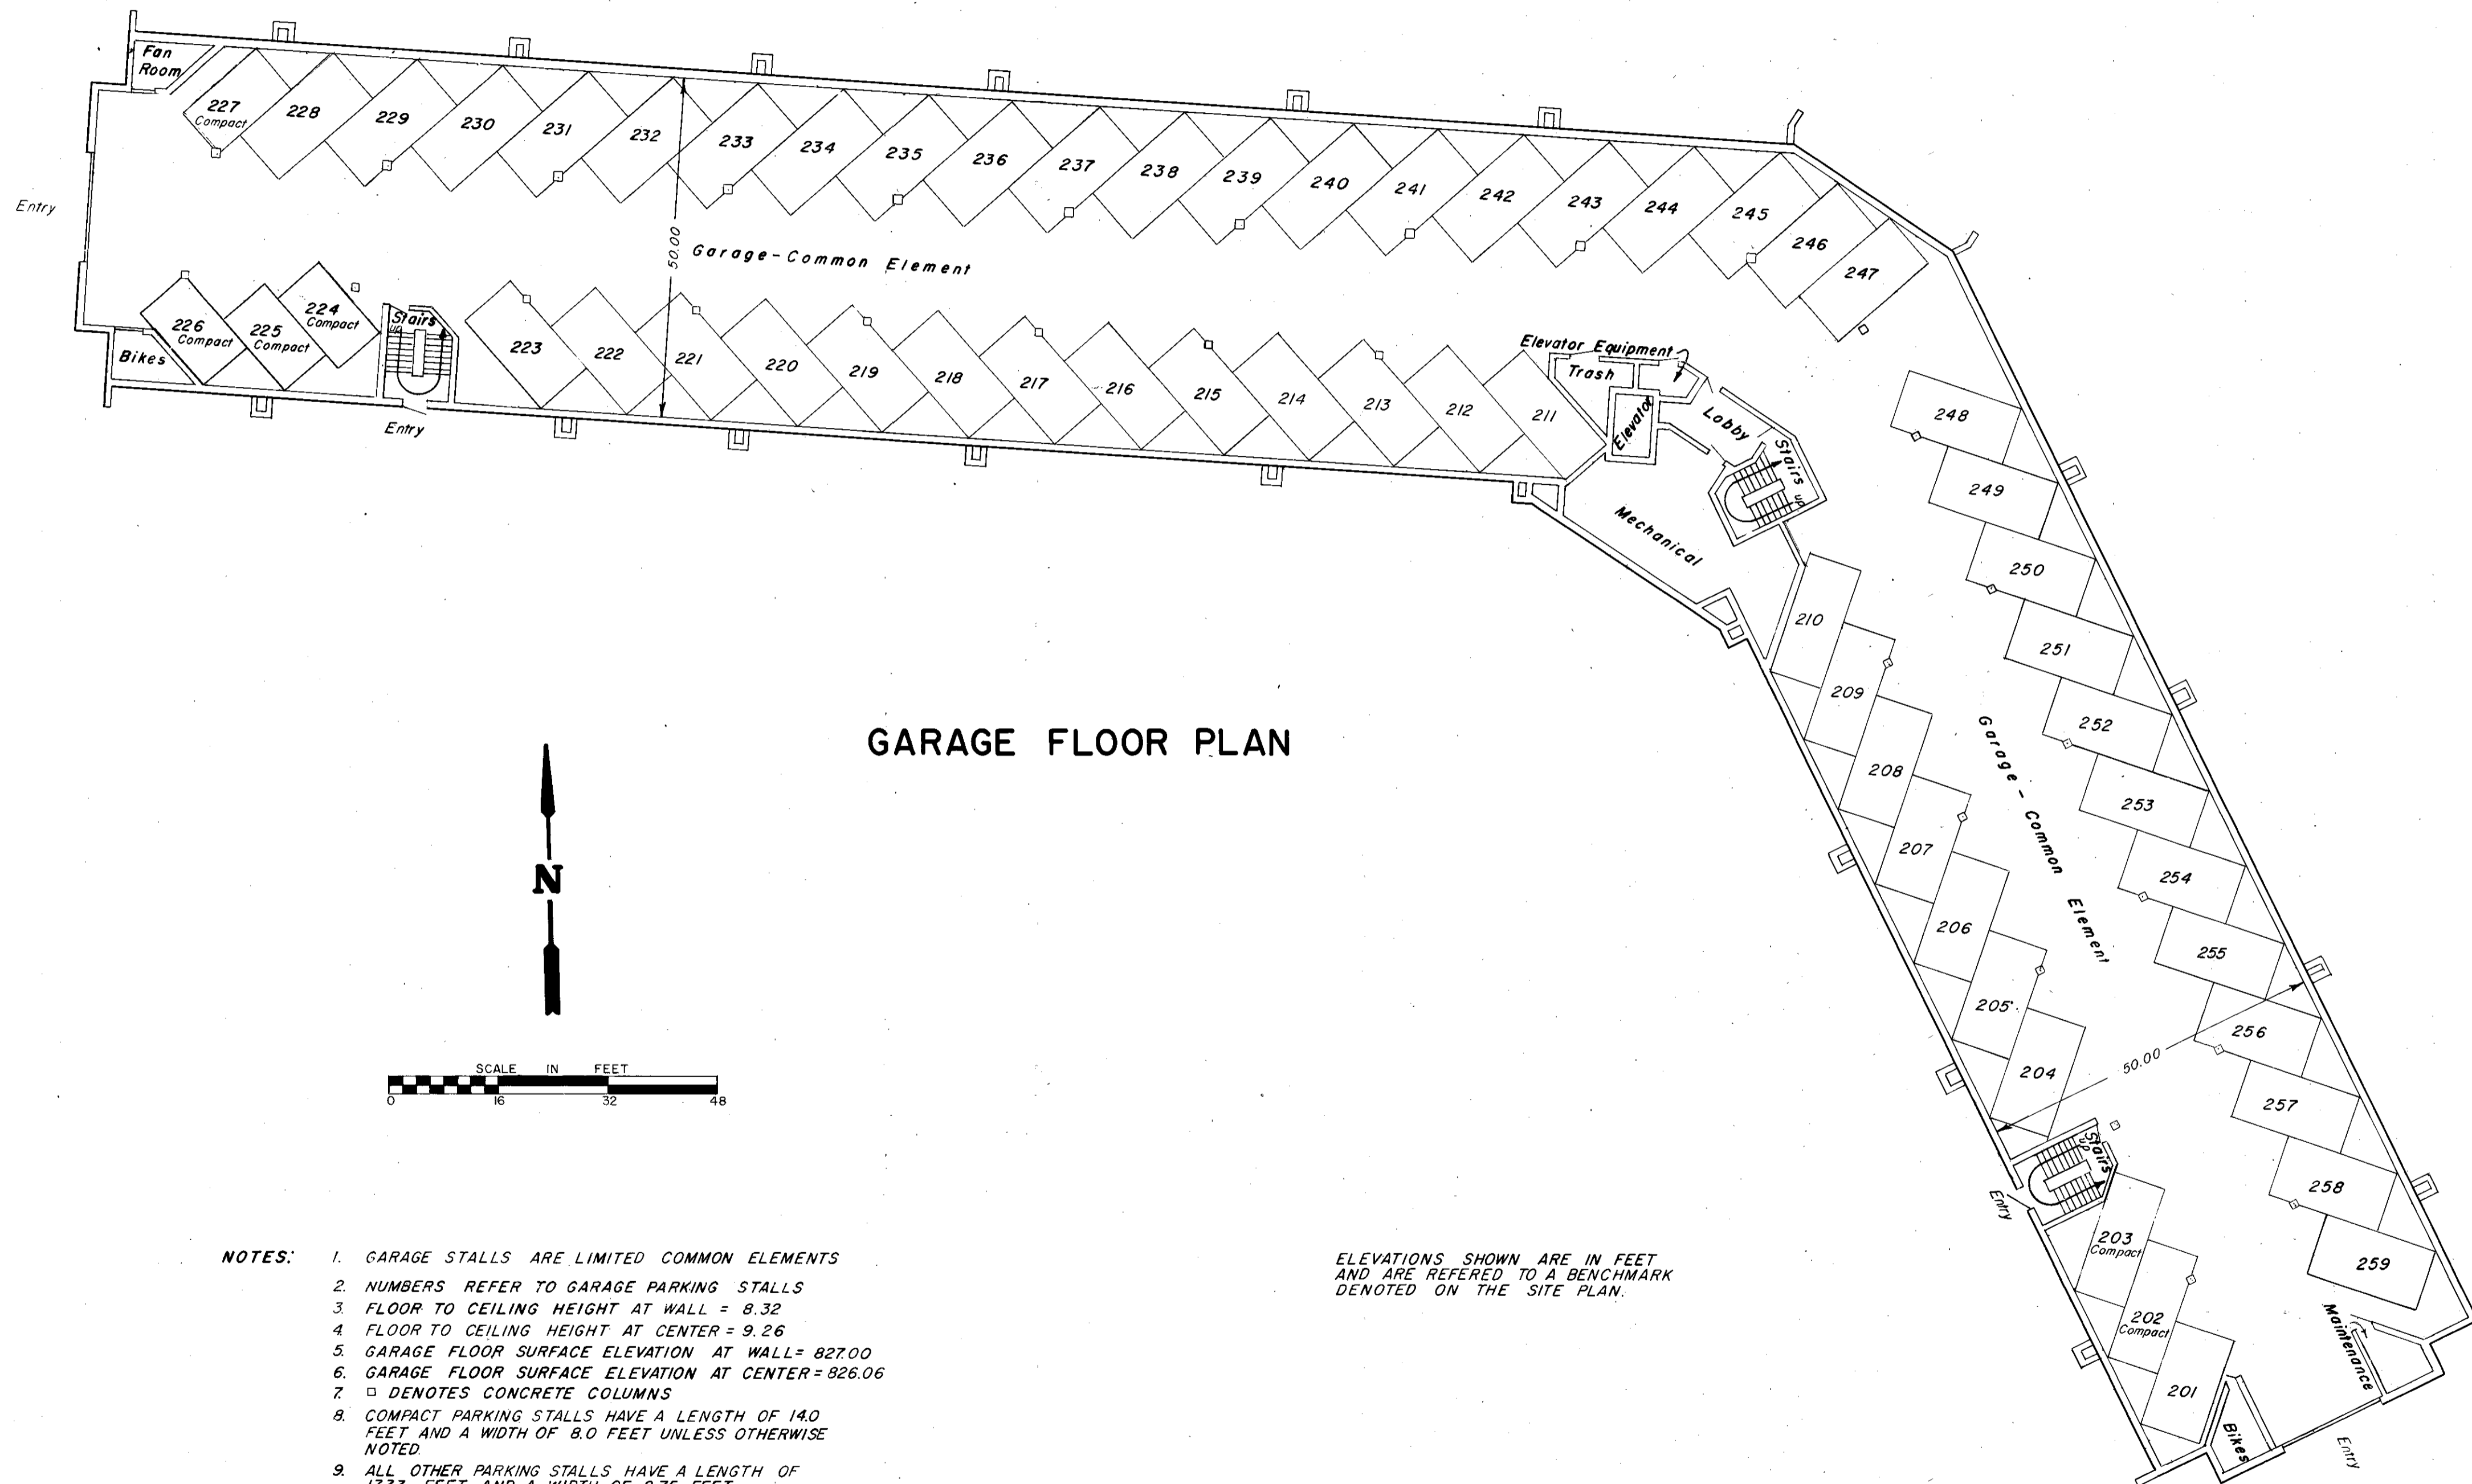 Fan
Room
227
Compact
228
229
230
231
232
233
234
235
236
237
238
239
240
241
242
243
244
245
246
247
Entry
50.00
Garage-Common Element
226
Compact
225
Compact
224
Compact
Stairs
UP
Bikes
Entry
223
222
221
220
219
218
217
216
215
214
213
212
211
Elevator Equipment
Trash
Elevator
Lobby
Stairs
UP
Mechanical
248
249
250
251
252
253
254
255
256
257
258
259
210
209
208
207
206
205
204
Garage - Common Element
50.00
Stairs
UP
Entry
203
Compact
202
Compact
201
Bikes
Maintenance
Entry
GARAGE FLOOR PLAN
N
SCALE IN FEET
0 16 32 48
NOTES: 1. GARAGE STALLS ARE LIMITED COMMON ELEMENTS
2. NUMBERS REFER TO GARAGE PARKING STALLS
3. FLOOR TO CEILING HEIGHT AT WALL = 8.32
4. FLOOR TO CEILING HEIGHT AT CENTER = 9.26
5. GARAGE FLOOR SURFACE ELEVATION AT WALL= 827.00
6. GARAGE FLOOR SURFACE ELEVATION AT CENTER = 826.06
7. □ DENOTES CONCRETE COLUMNS
8. COMPACT PARKING STALLS HAVE A LENGTH OF 14.0
FEET AND A WIDTH OF 8.0 FEET UNLESS OTHERWISE
NOTED.
9. ALL OTHER PARKING STALLS HAVE A LENGTH OF
FEET AND A WIDTH OF FEET
ELEVATIONS SHOWN ARE IN FEET
AND ARE REFERED TO A BENCHMARK
DENOTED ON THE SITE PLAN.